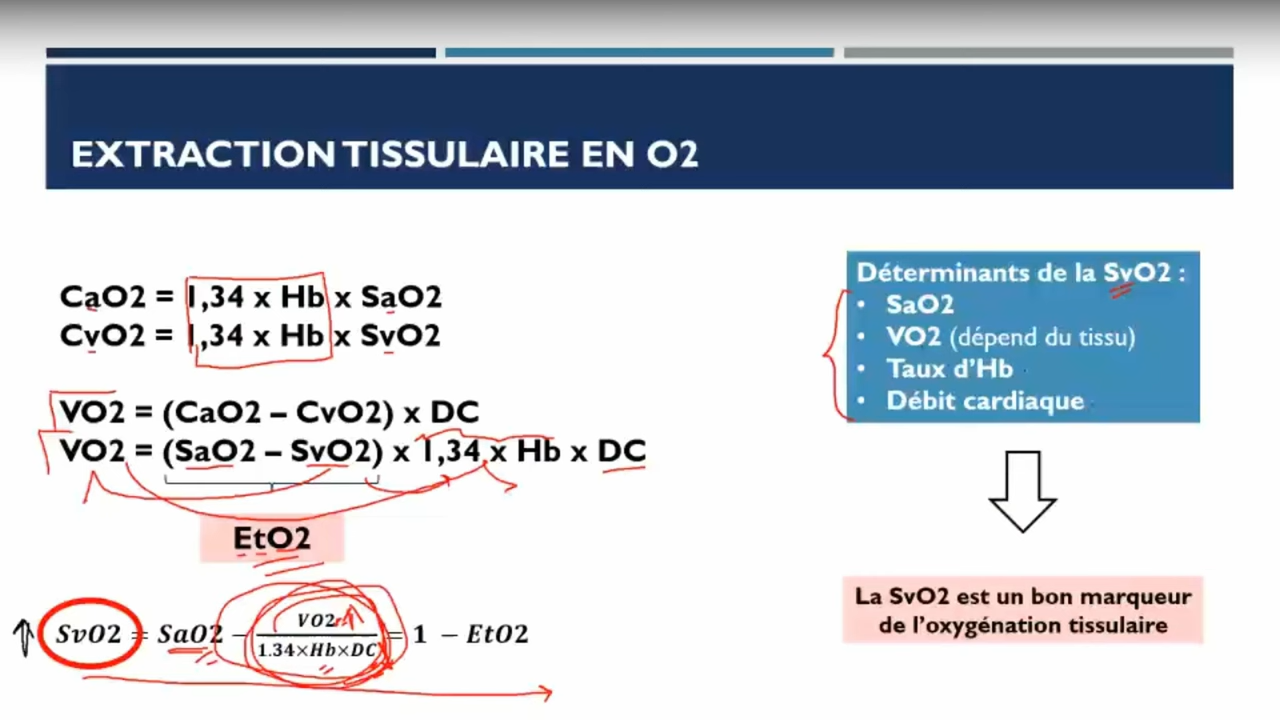 EXTRACTION TISSULAIRE EN O2
CaO2 = 1,34 x Hb x SaO2
CvO2 = 1,34 x Hb x SvO2
VO2 = (CaO2 – CvO2) x DC
VO2 = (SaO2 – SvO2) x 1,34 x Hb x DC
EtO2
SvO2 = SaO2 − VO2 / 1.34×Hb×DC = 1 − EtO2
Déterminants de la SvO2 :
• SaO2
• VO2 (dépend du tissu)
• Taux d'Hb
• Débit cardiaque
La SvO2 est un bon marqueur
de l'oxygénation tissulaire